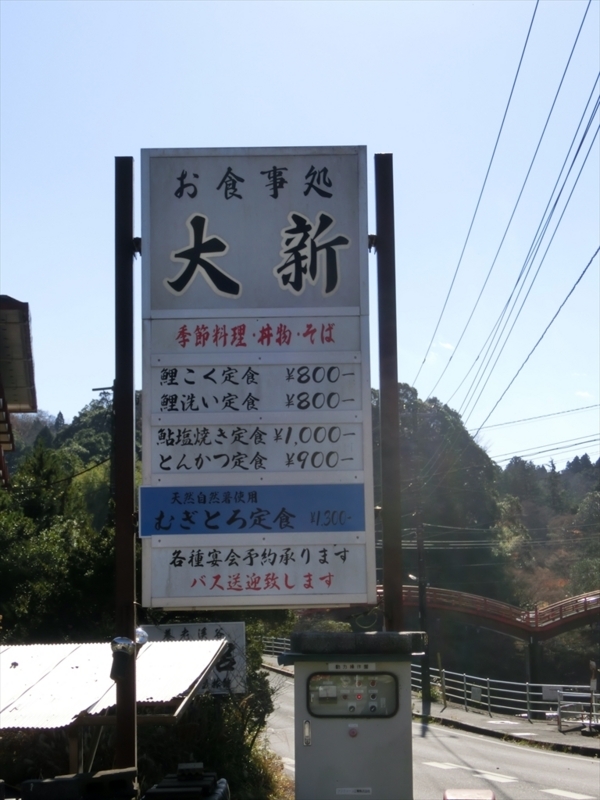 お食事処
大新
季節料理・丼物・そば
鯉こく定食 ¥800-
鯉洗い定食 ¥800-
鮎塩焼き定食 ¥1,000-
とんかつ定食 ¥900-
天然自然薯使用
むぎとろ定食 ¥1,300-
各種宴会予約承ります
バス送迎致します